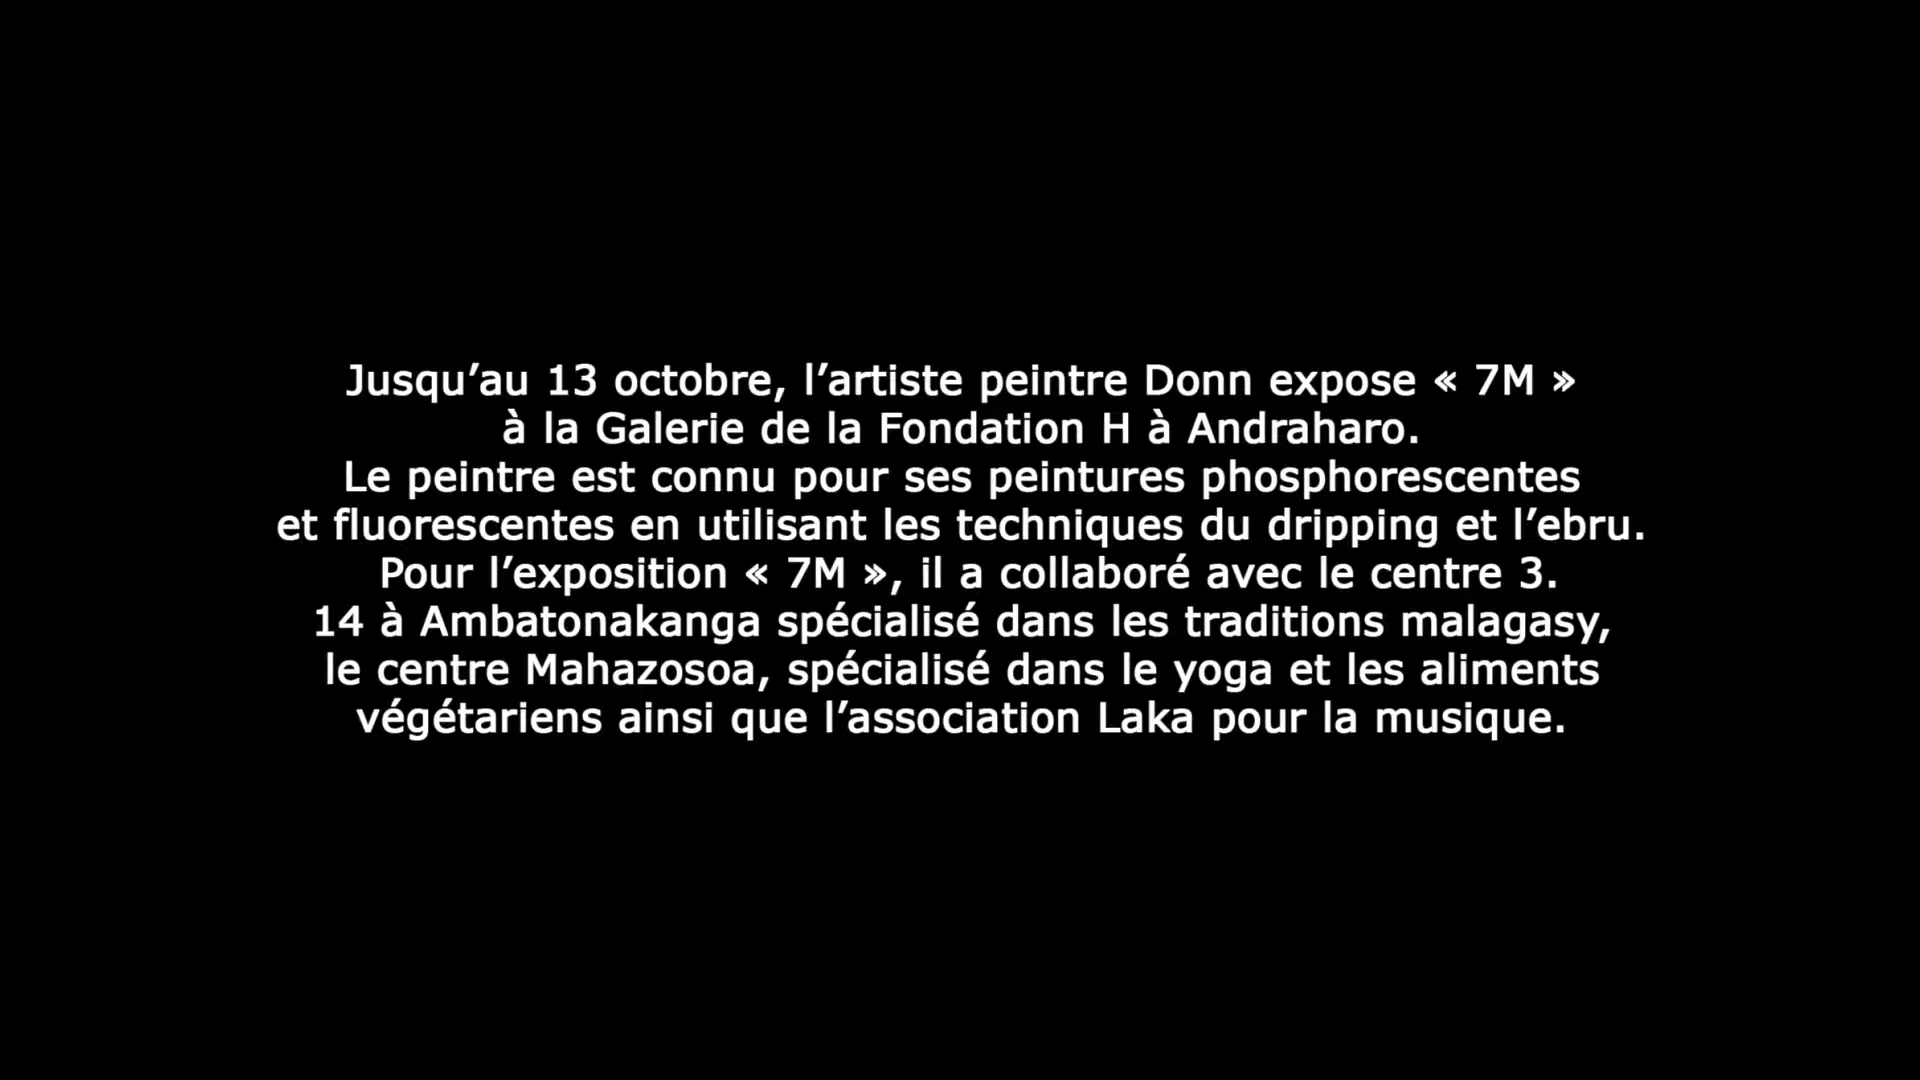 Jusqu’au 13 octobre, l’artiste peintre Donn expose « 7M »
à la Galerie de la Fondation H à Andraharo.
Le peintre est connu pour ses peintures phosphorescentes
et fluorescentes en utilisant les techniques du dripping et l’ebru.
Pour l’exposition « 7M », il a collaboré avec le centre 3.
14 à Ambatonakanga spécialisé dans les traditions malagasy,
le centre Mahazosoa, spécialisé dans le yoga et les aliments
végétariens ainsi que l’association Laka pour la musique.